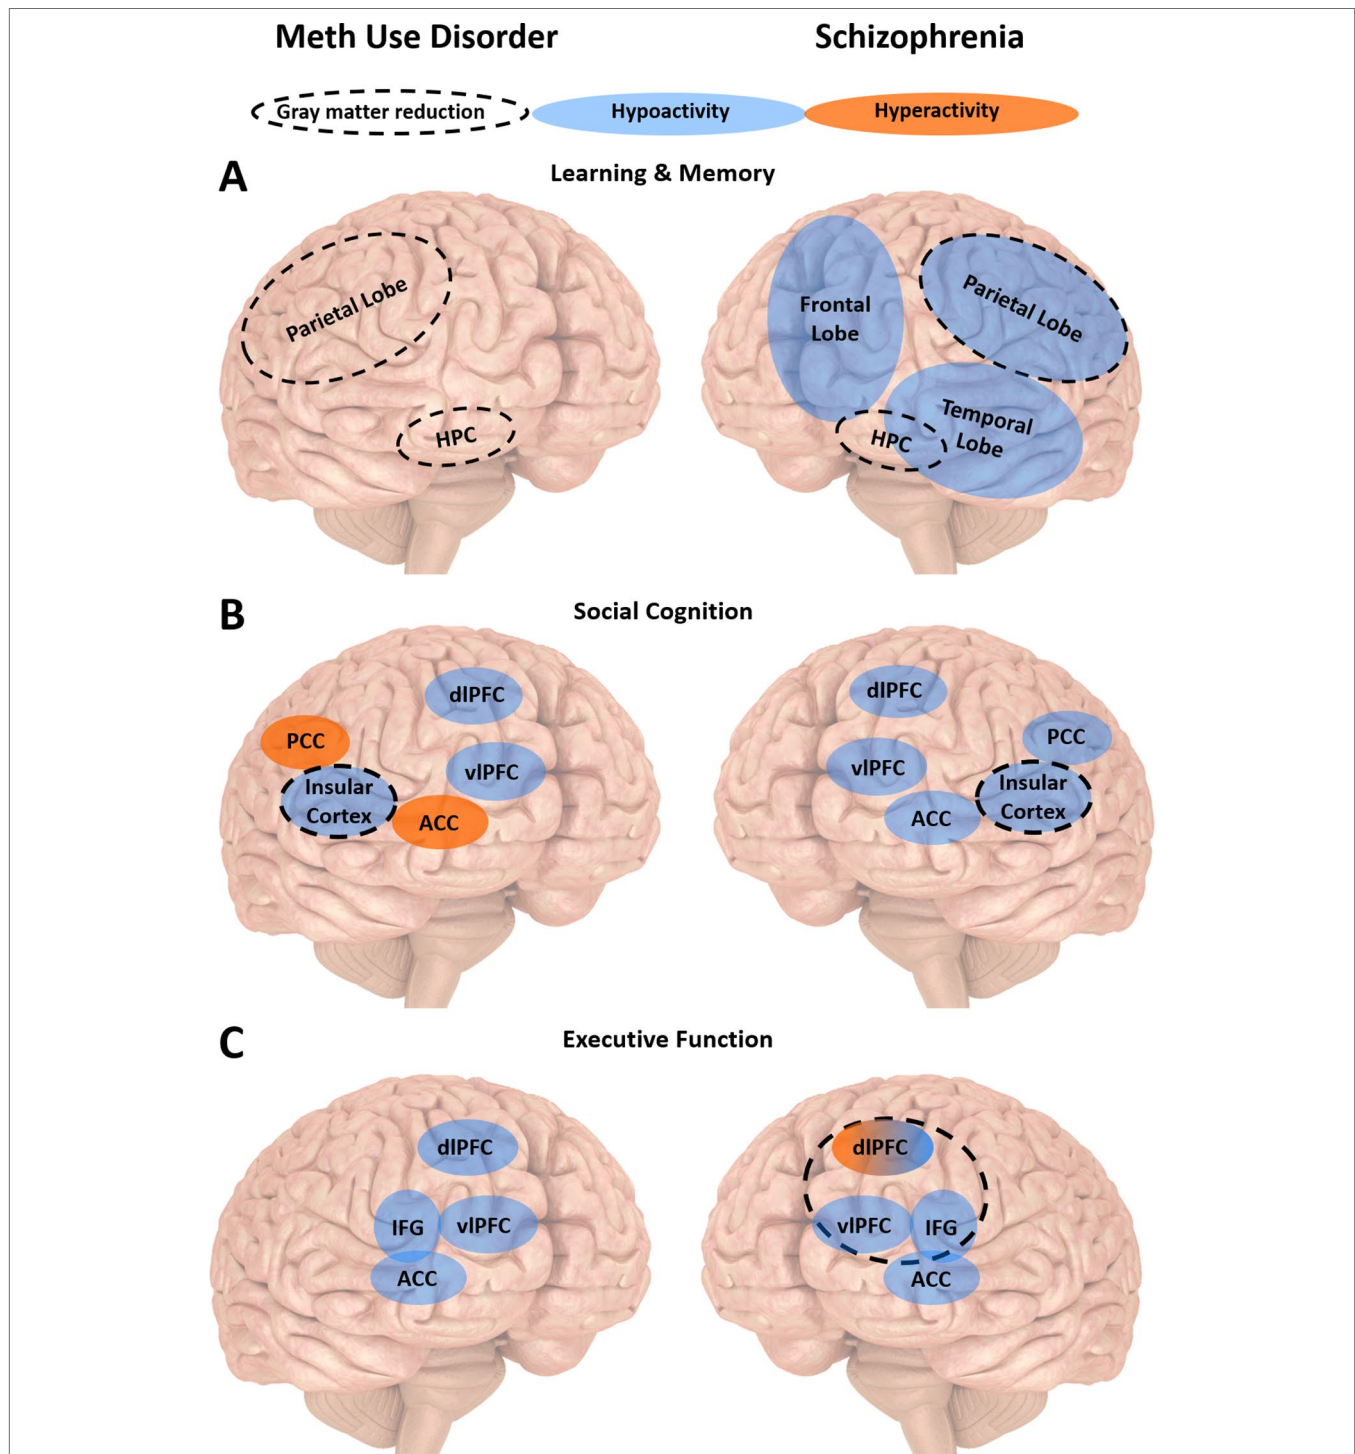 Meth Use Disorder
Schizophrenia
Gray matter reduction
Hypoactivity
Hyperactivity
A
Learning & Memory
Parietal Lobe
HPC
Frontal
Lobe
Parietal Lobe
Temporal
Lobe
HPC
B
Social Cognition
dlPFC
PCC
vlPFC
Insular
Cortex
ACC
dlPFC
PCC
vlPFC
Insular
Cortex
ACC
C
Executive Function
dlPFC
IFG
vlPFC
ACC
dlPFC
vlPFC
IFG
ACC